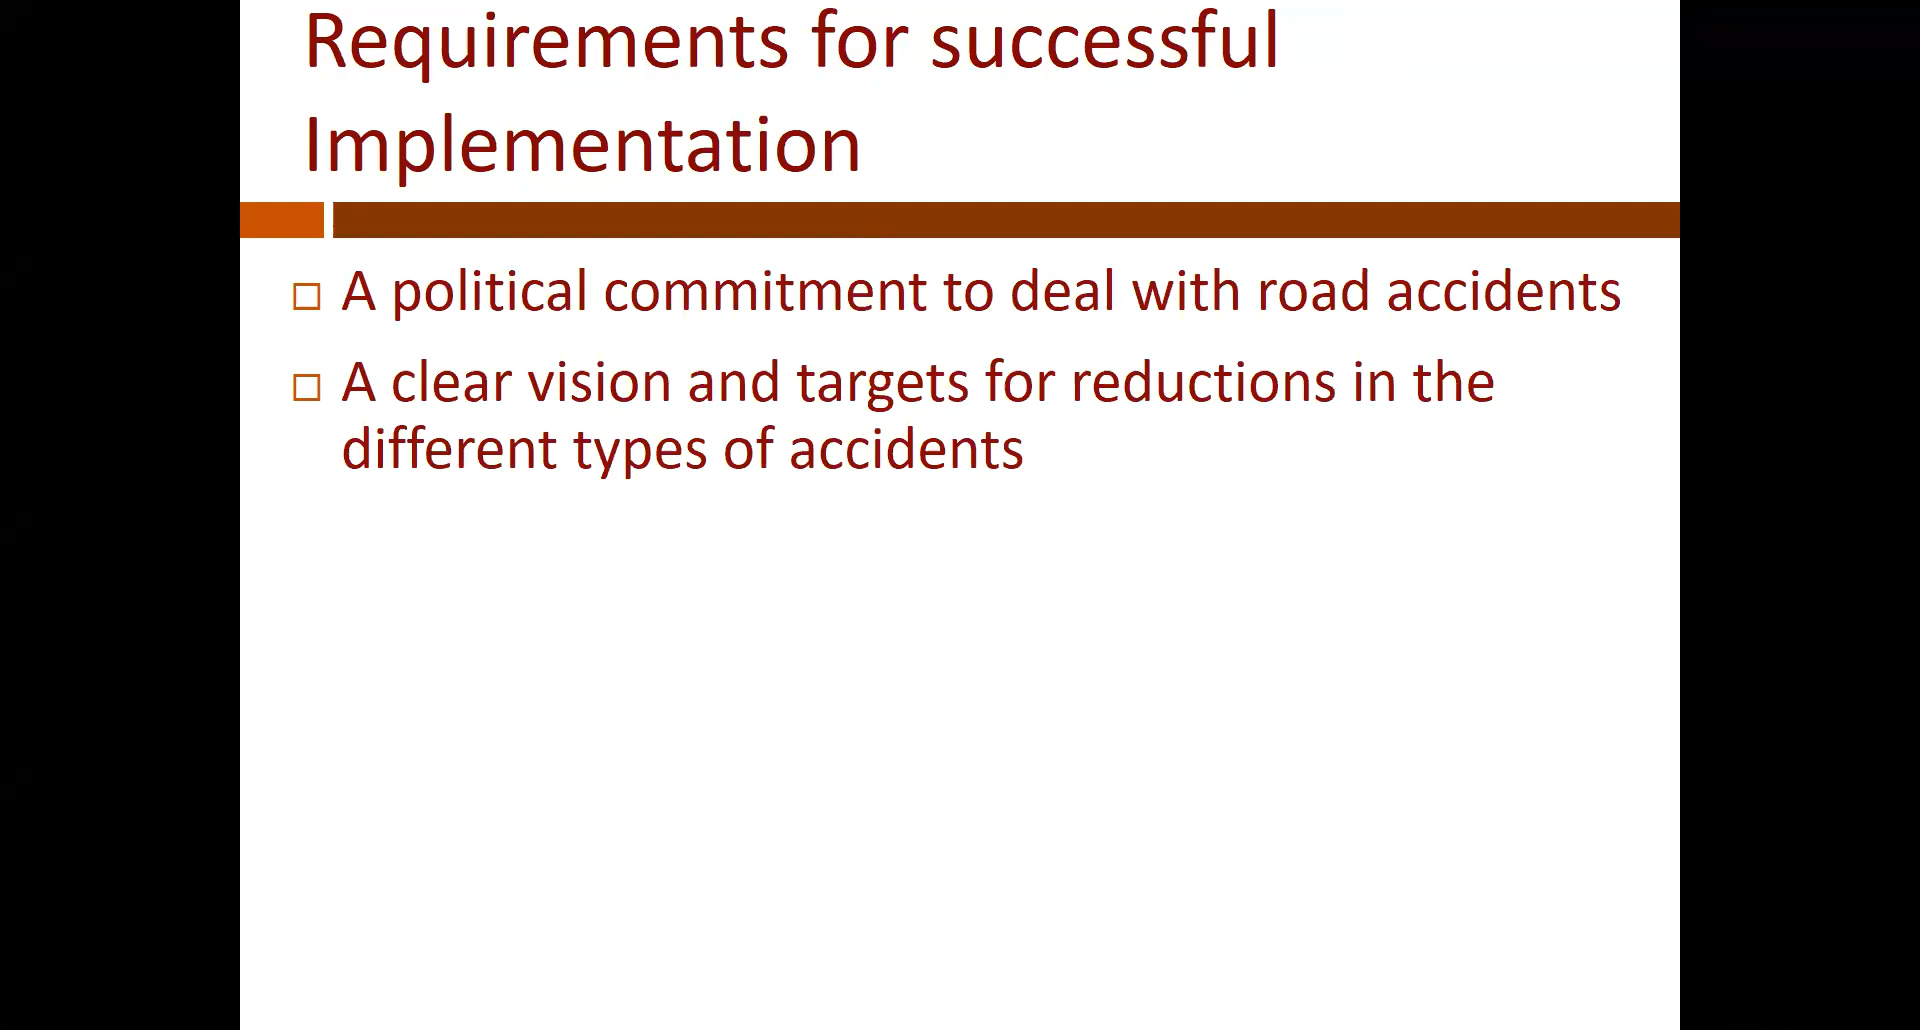 Requirements for successful
Implementation
A political commitment to deal with road accidents
A clear vision and targets for reductions in the
different types of accidents